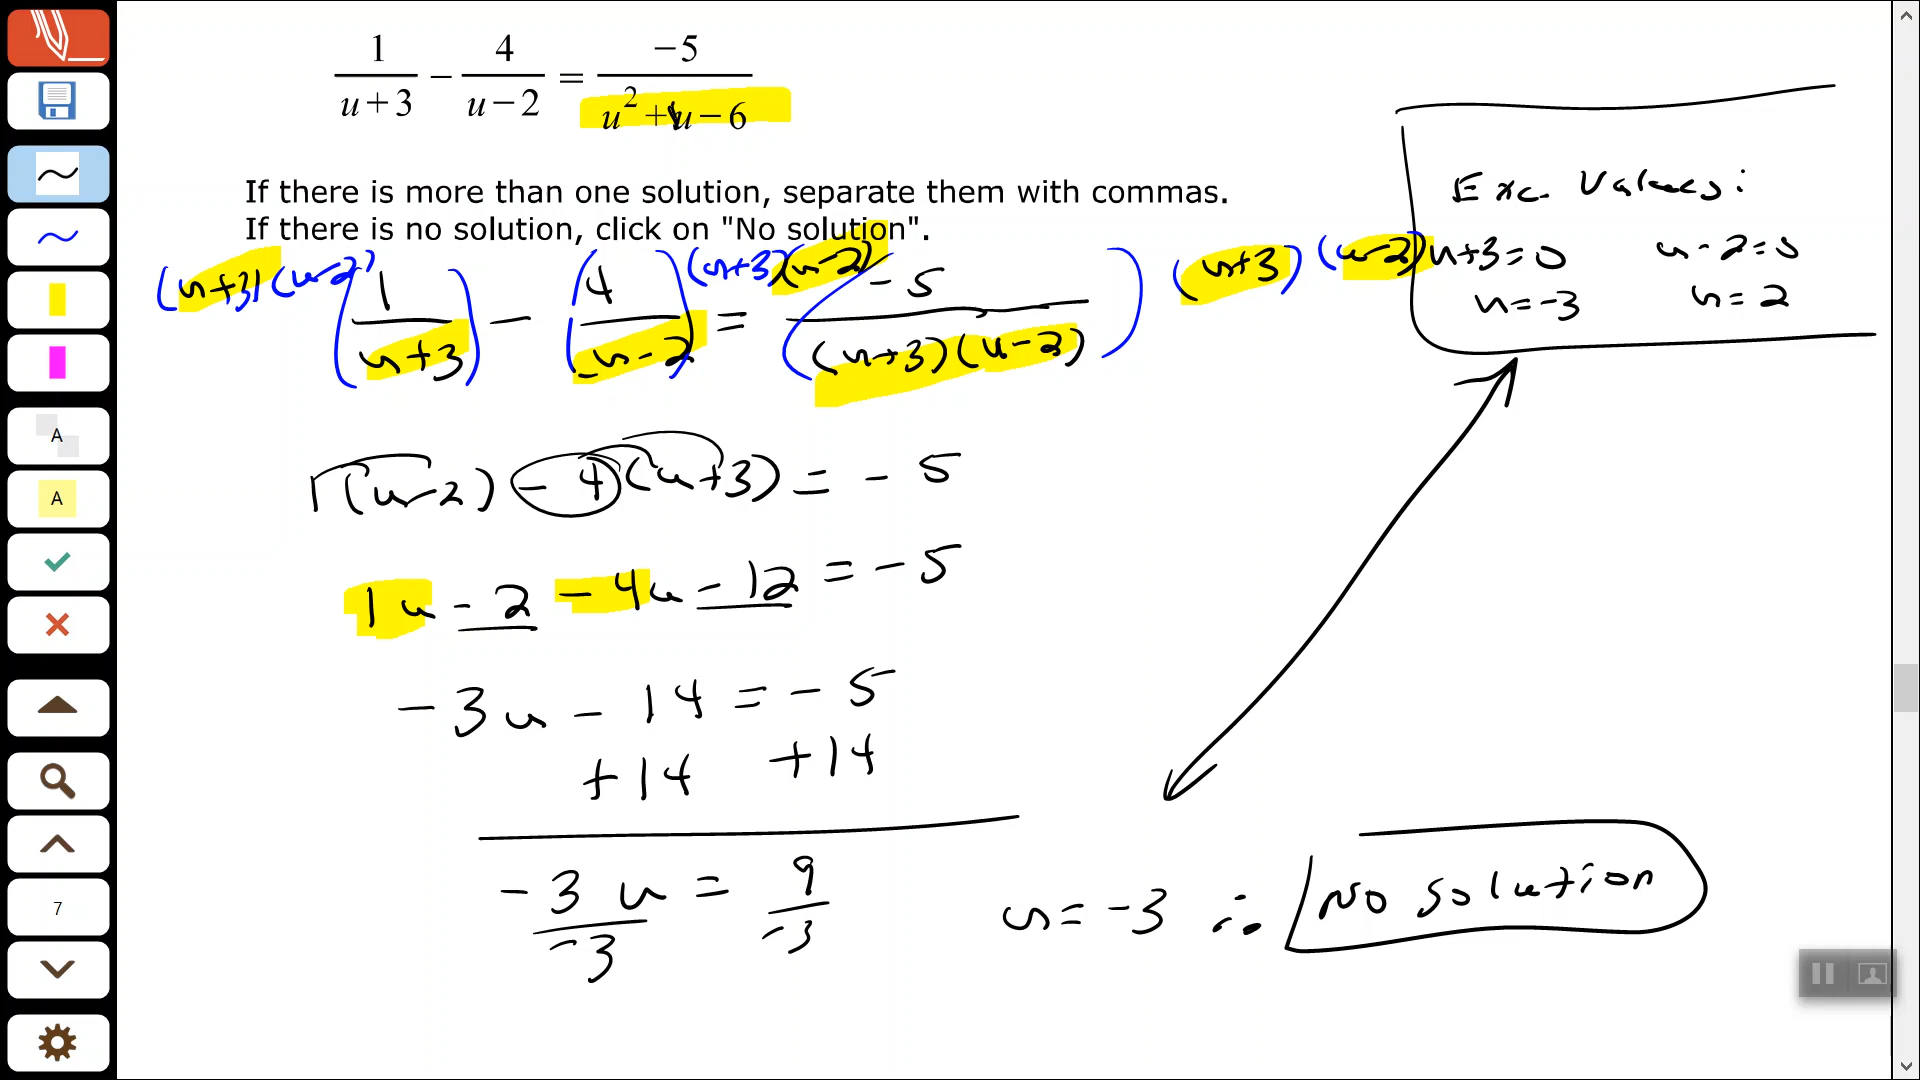 1/(u+3) − 4/(u−2) = −5/(u² + u − 6)
If there is more than one solution, separate them with commas.
If there is no solution, click on "No solution".
Exc. Values:
u+3=0 u-2=0
u=-3 u=2
(u+3)(u-2)(1/(u+3)) − (4/(u-2))(u+3)(u-2) = (-5/((u+3)(u-2)))(u+3)(u-2)
1(u-2) - 4(u+3) = -5
1u - 2 - 4u - 12 = -5
-3u - 14 = -5
+14 +14
-3u/-3 = 9/-3 u = -3 ∴ No solution
A
A
7